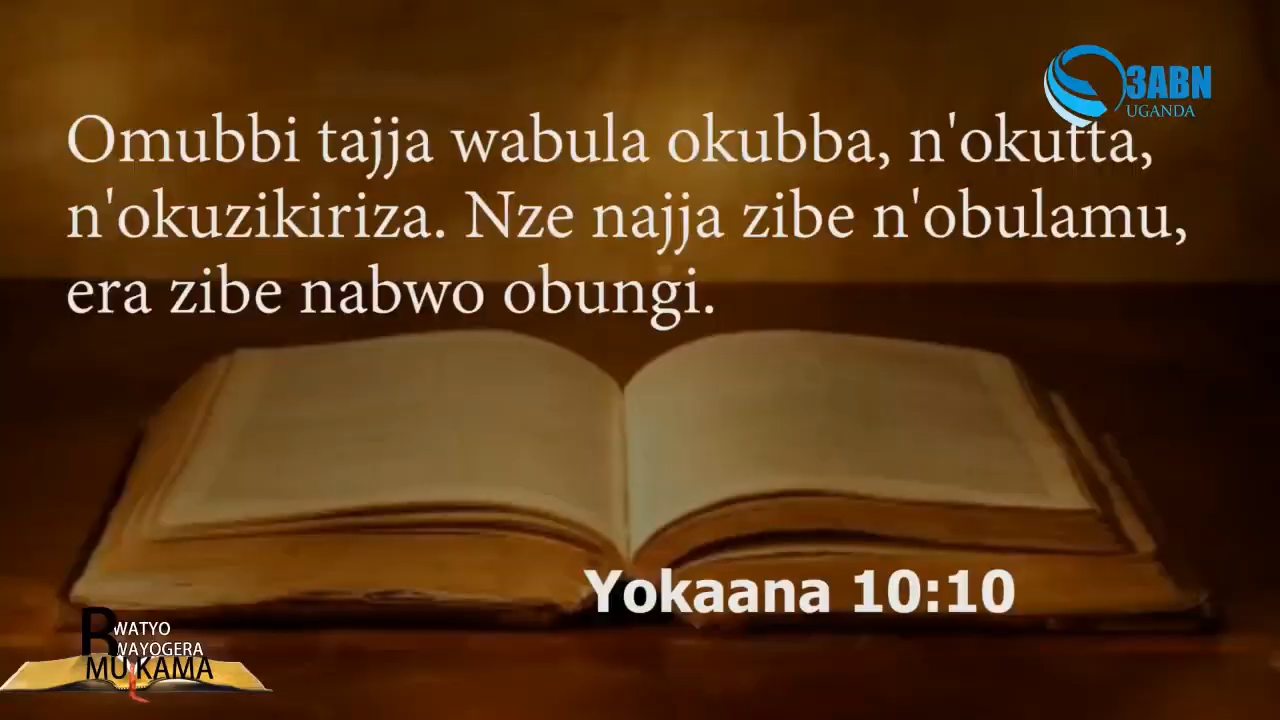 3ABN
UGANDA
Omubbi tajja wabula okubba, n'okutta,
n'okuzikiriza. Nze najja zibe n'obulamu,
era zibe nabwo obungi.
Yokaana 10:10
BWATYO
BWAYOGERA
MUKAMA